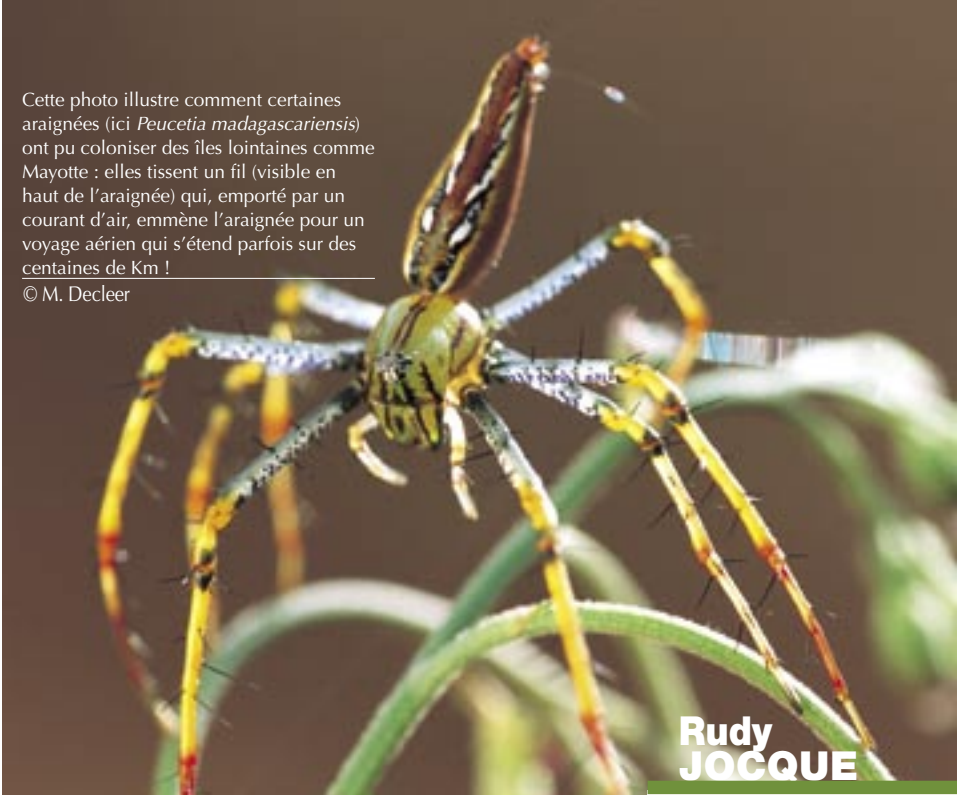 Cette photo illustre comment certaines
araignées (ici Peucetia madagascariensis)
ont pu coloniser des îles lointaines comme
Mayotte : elles tissent un fil (visible en
haut de l'araignée) qui, emporté par un
courant d'air, emmène l'araignée pour un
voyage aérien qui s'étend parfois sur des
centaines de Km !
© M. Decleer
Rudy
JOCQUE